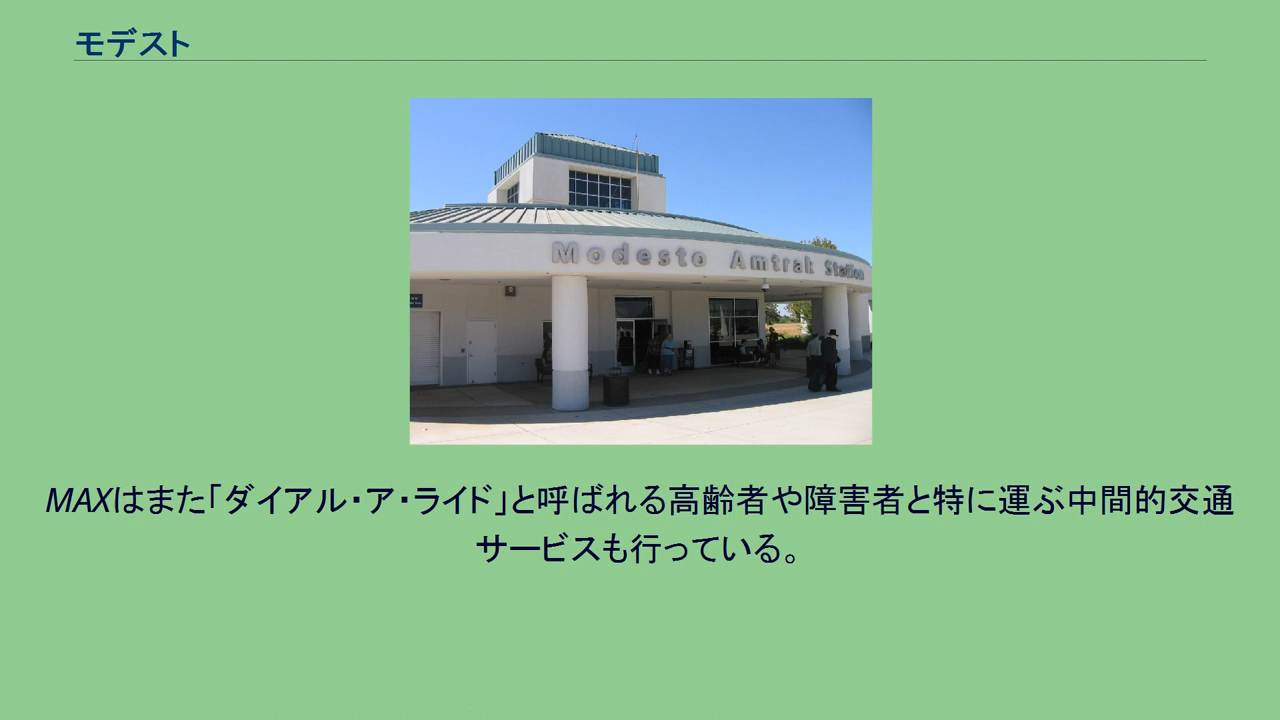 モデスト
Modesto Amtrak Station
MAXはまた「ダイアル・ア・ライド」と呼ばれる高齢者や障害者と特に運ぶ中間的交通
サービスも行っている。